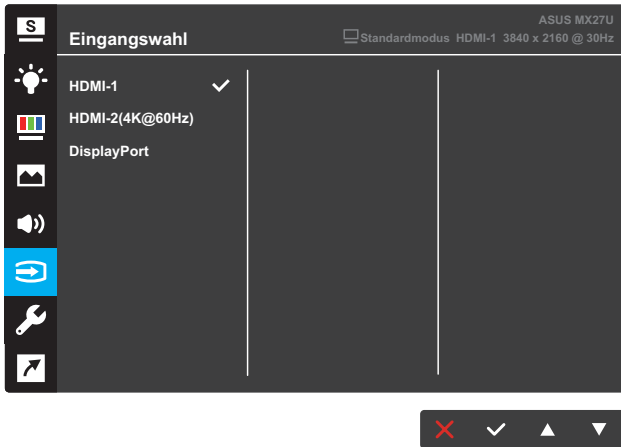 S
ASUS MX27U
Eingangswahl
Standardmodus HDMI-1 3840 x 2160 @ 30Hz
HDMI-1
HDMI-2(4K@60Hz)
DisplayPort